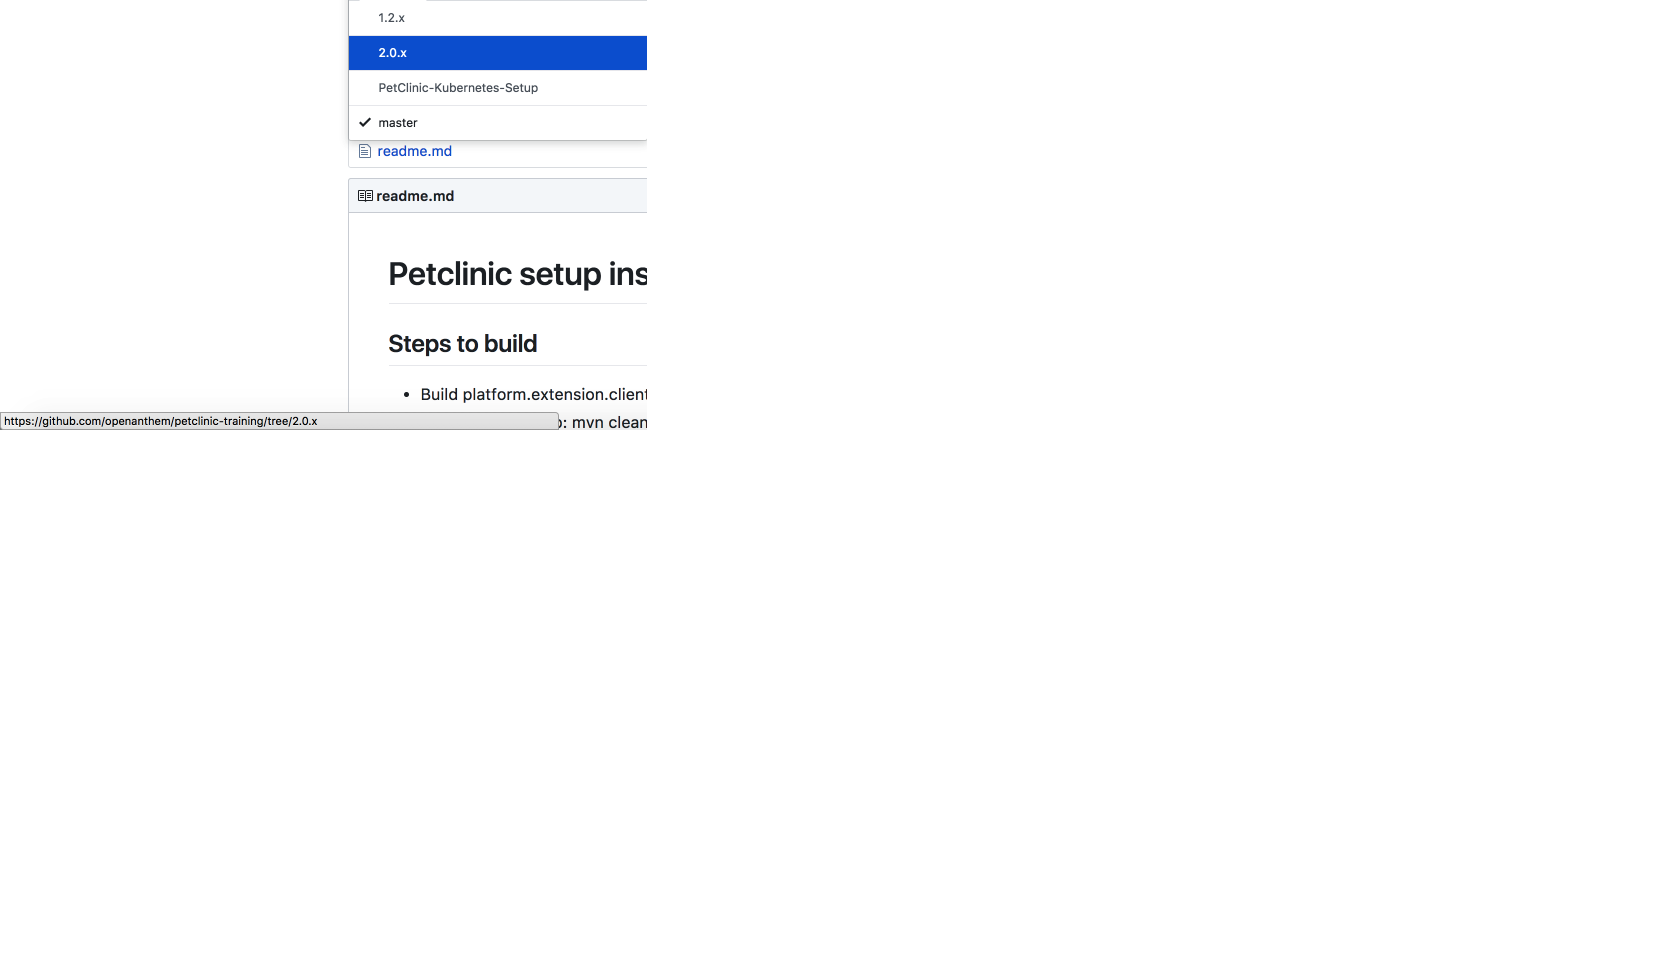 1.2.x
2.0.x
PetClinic-Kubernetes-Setup
master
readme.md
readme.md
Petclinic setup ins
Steps to build
Build platform.extension.client
: mvn clean
https://github.com/openanthem/petclinic-training/tree/2.0.x